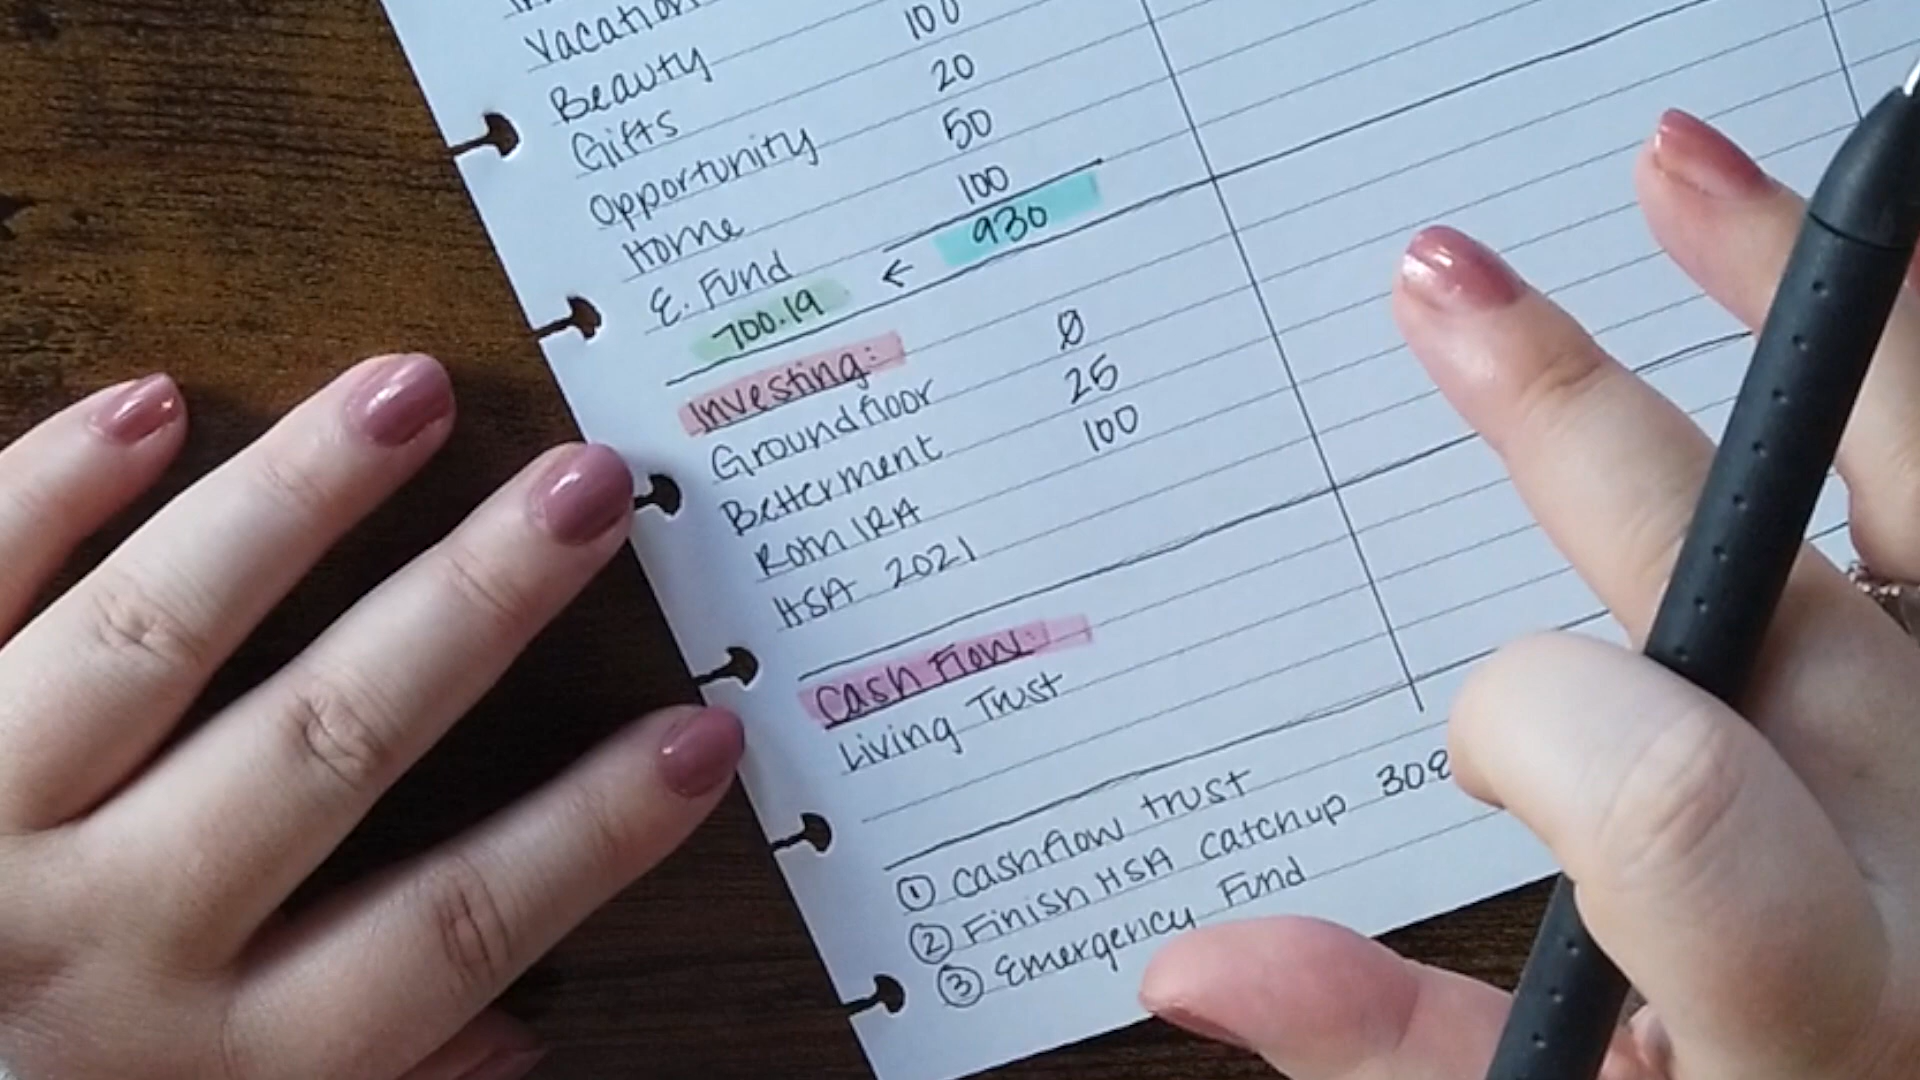 Vacation
Beauty
Gifts 100
Opportunity 20
Home 50
E. Fund 100
700.19 ← 930
Investing:
Groundfloor Ø
Betterment 25
Roth IRA 100
HSA 2021
Cash Flow:
Living Trust
① Cashflow trust
② Finish HSA catchup
③ Emergency Fund